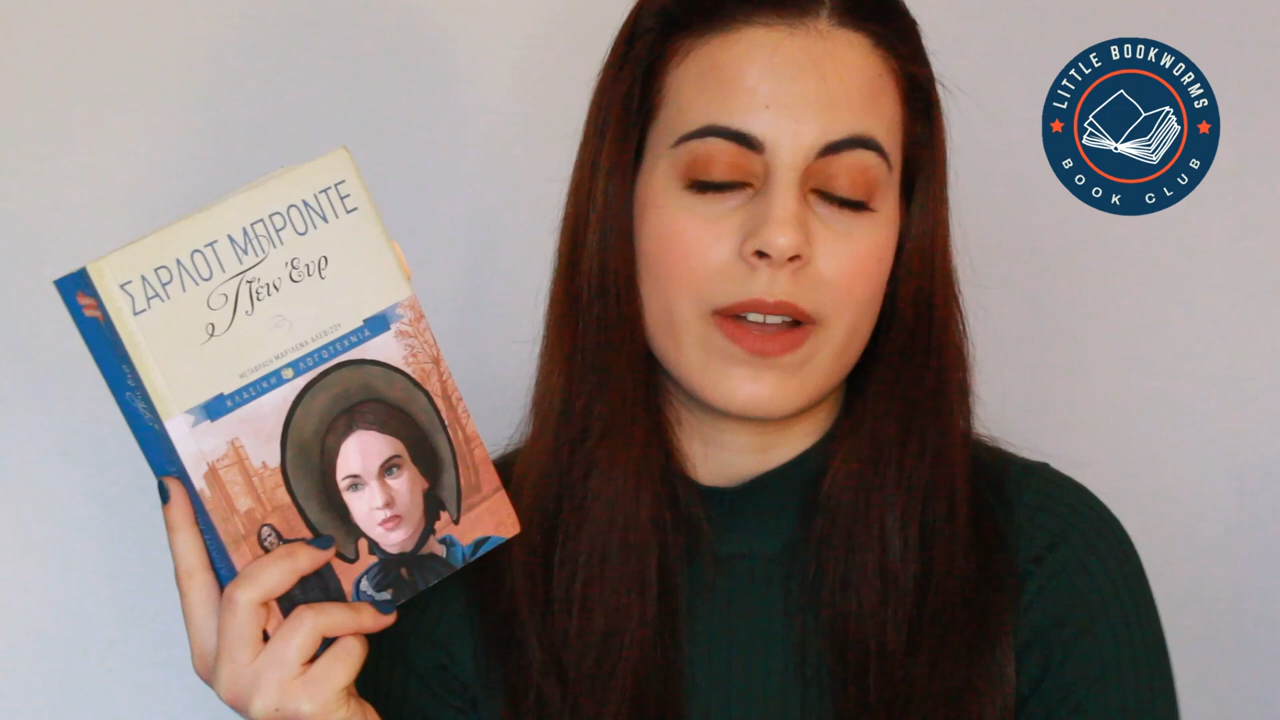 ΣΑΡΛΟΤ ΜΠΡΟΝΤΕ
Τζέιν Έυρ
ΜΕΤΑΦΡΑΣΗ ΜΑΡΙΛΕΝΑ ΑΛΕΒΙΖΟΥ
ΚΛΑΣΙΚΗ ΛΟΓΟΤΕΧΝΙΑ
LITTLE BOOKWORMS
BOOK CLUB